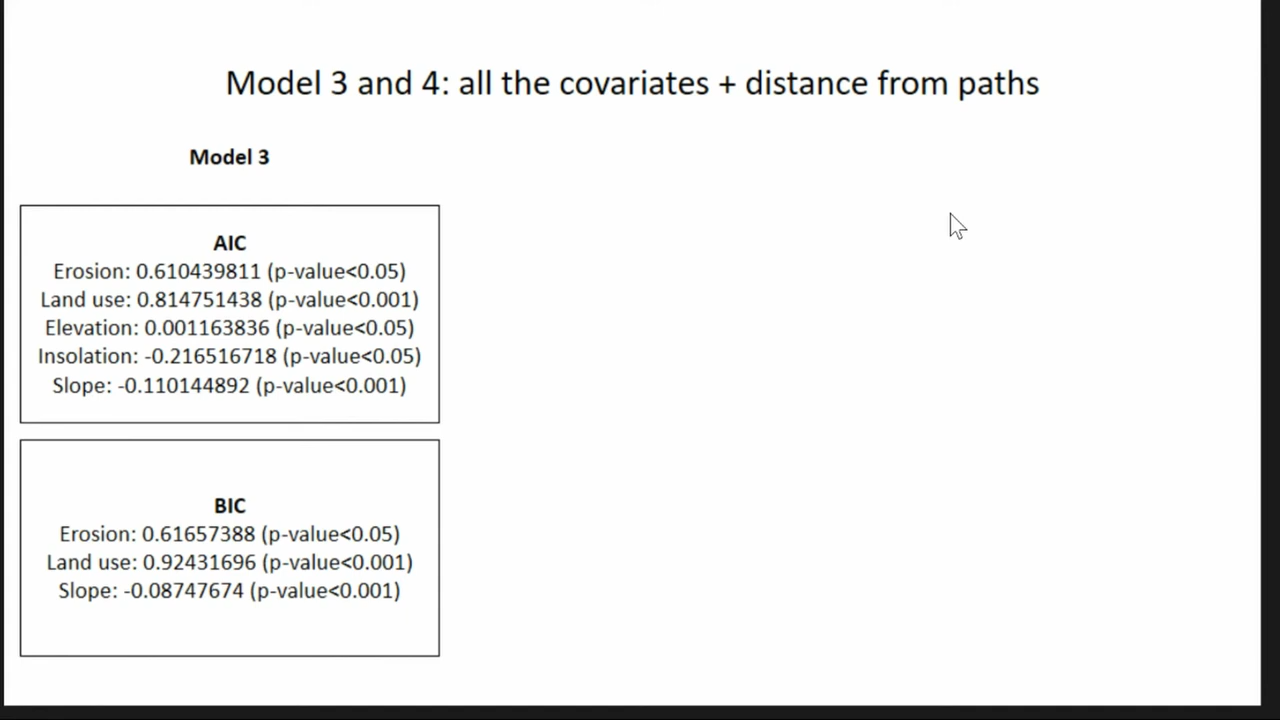 Model 3 and 4: all the covariates + distance from paths
Model 3
AIC
Erosion: 0.610439811 (p-value<0.05)
Land use: 0.814751438 (p-value<0.001)
Elevation: 0.001163836 (p-value<0.05)
Insolation: -0.216516718 (p-value<0.05)
Slope: -0.110144892 (p-value<0.001)
BIC
Erosion: 0.61657388 (p-value<0.05)
Land use: 0.92431696 (p-value<0.001)
Slope: -0.08747674 (p-value<0.001)